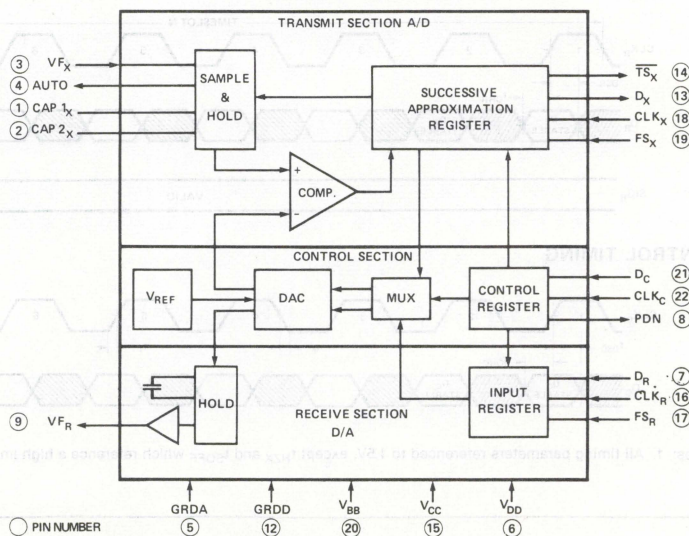 TRANSMIT SECTION A/D
③ VFX
④ AUTO
① CAP 1X
② CAP 2X
SAMPLE
&
HOLD
SUCCESSIVE
APPROXIMATION
REGISTER
TSX ⑭
DX ⑬
CLKX ⑱
FSX ⑲
+
COMP.
−
CONTROL SECTION
VREF
DAC
MUX
CONTROL
REGISTER
DC ㉑
CLKC ㉒
PDN ⑧
HOLD
RECEIVE SECTION
D/A
INPUT
REGISTER
DR ⑦
CLKR ⑯
FSR ⑰
⑨ VFR
GRDA
⑤
GRDD
⑫
VBB
⑳
VCC
⑮
VDD
⑥
○ PIN NUMBER